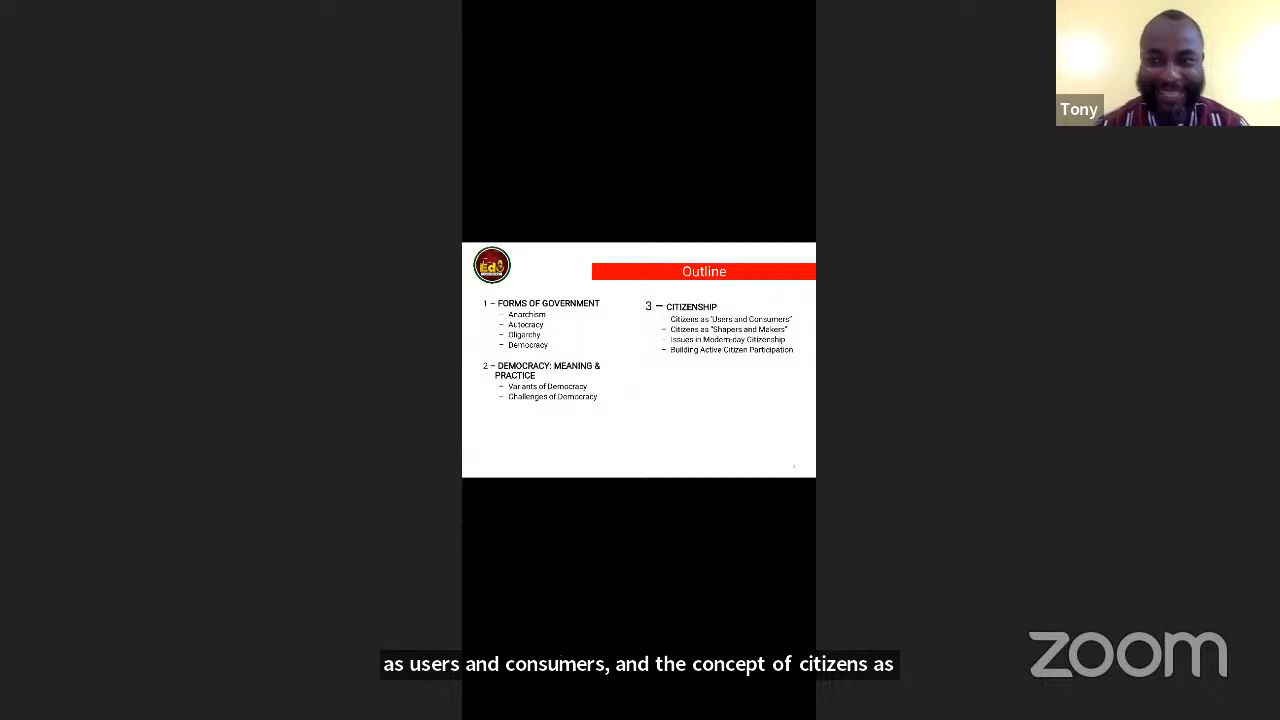 Tony
Ed
Outline
1 – FORMS OF GOVERNMENT
– Anarchism
– Autocracy
– Oligarchy
– Democracy
2 – DEMOCRACY: MEANING &
PRACTICE
– Variants of Democracy
– Challenges of Democracy
3 – CITIZENSHIP
– Citizens as "Users and Consumers"
– Citizens as "Shapers and Makers"
– Issues in Modern-day Citizenship
– Building Active Citizen Participation
as users and consumers, and the concept of citizens as
zoom